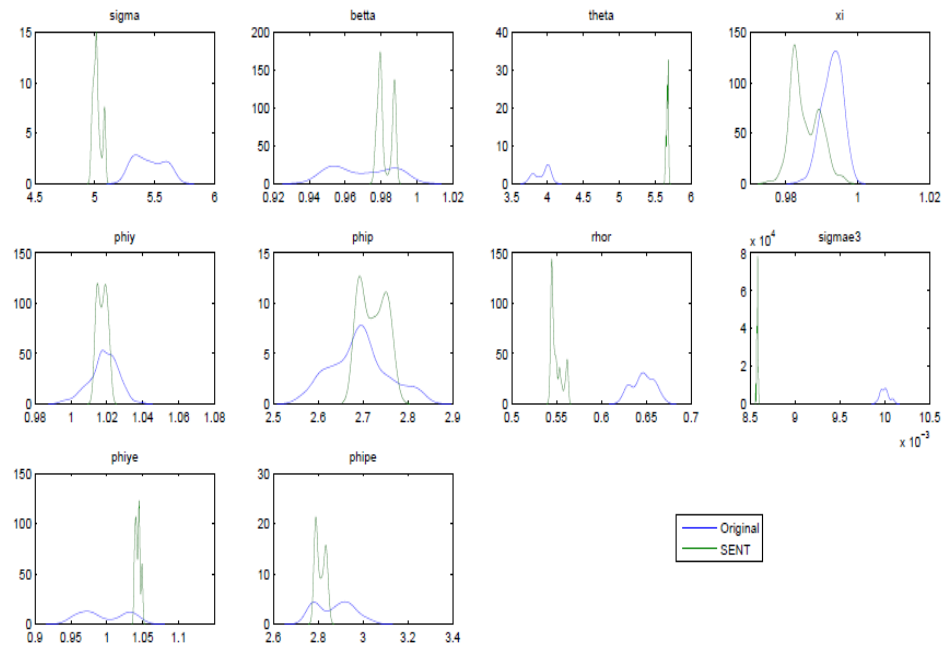 sigma
betta
theta
xi
15
10
5
0
4.5 5 5.5 6
200
150
100
50
0
0.92 0.94 0.96 0.98 1 1.02
40
30
20
10
0
3.5 4 4.5 5 5.5 6
150
100
50
0
0.98 1 1.02
phiy
phip
rhor
sigmae3
150
100
50
0
0.98 1 1.02 1.04 1.06 1.08
15
10
5
0
2.5 2.6 2.7 2.8 2.9
150
100
50
0
0.5 0.55 0.6 0.65 0.7
x 10⁴
8
6
4
2
0
8.5 9 9.5 10 10.5
x 10⁻³
phiye
phipe
150
100
50
0
0.9 0.95 1 1.05 1.1
30
20
10
0
2.6 2.8 3 3.2 3.4
Original
SENT